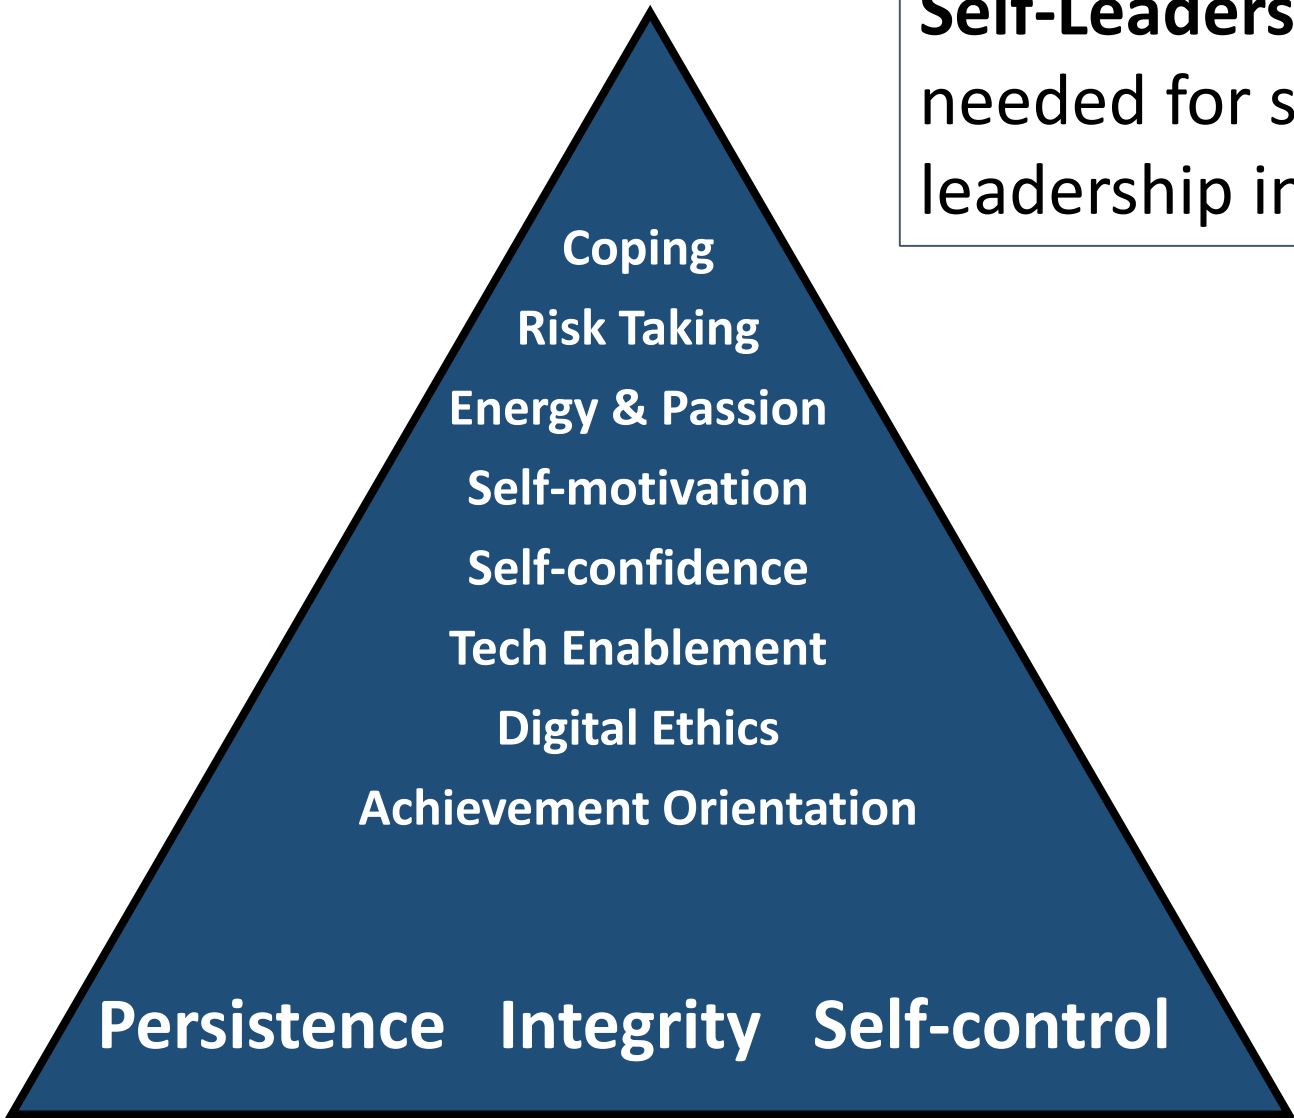 needed for
leadership
Coping
Risk Taking
Energy & Passion
Self-motivation
Self-confidence
Tech Enablement
Digital Ethics
Achievement Orientation
Persistence Integrity Self-control